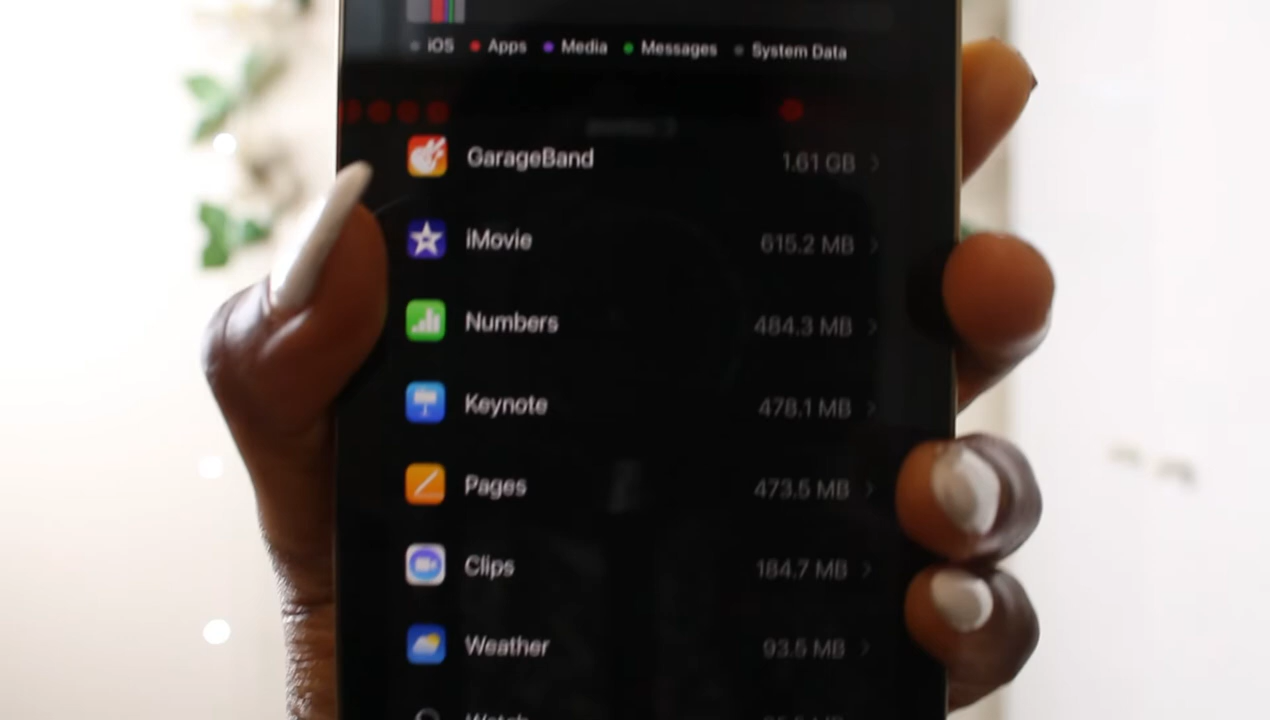 iOS Apps Media Messages System Data
GarageBand 1.61 GB
iMovie 615.2 MB
Numbers 484.3 MB
Keynote 478.1 MB
Pages 473.5 MB
Clips 184.7 MB
Weather 93.5 MB
Watch